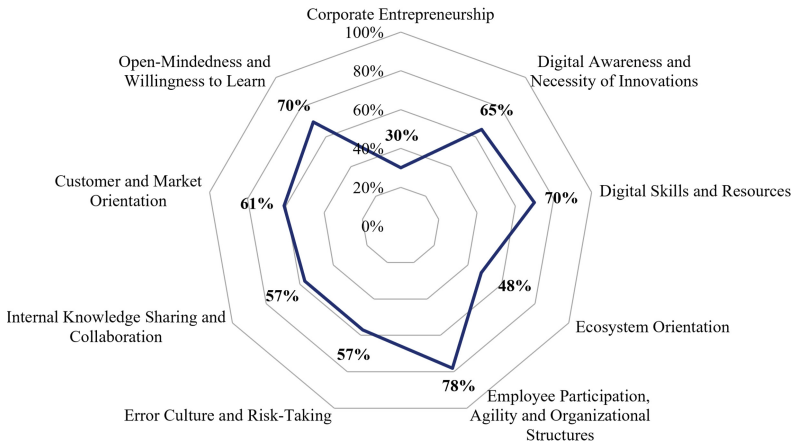 Corporate Entrepreneurship
100%
Open-Mindedness and
Willingness to Learn
Digital Awareness and
Necessity of Innovations
80%
70%
60%
65%
30%
40%
Customer and Market
Orientation
20%
61%
70%
Digital Skills and Resources
0%
57%
48%
Internal Knowledge Sharing and
Collaboration
Ecosystem Orientation
57%
78%
Employee Participation,
Agility and Organizational
Structures
Error Culture and Risk-Taking